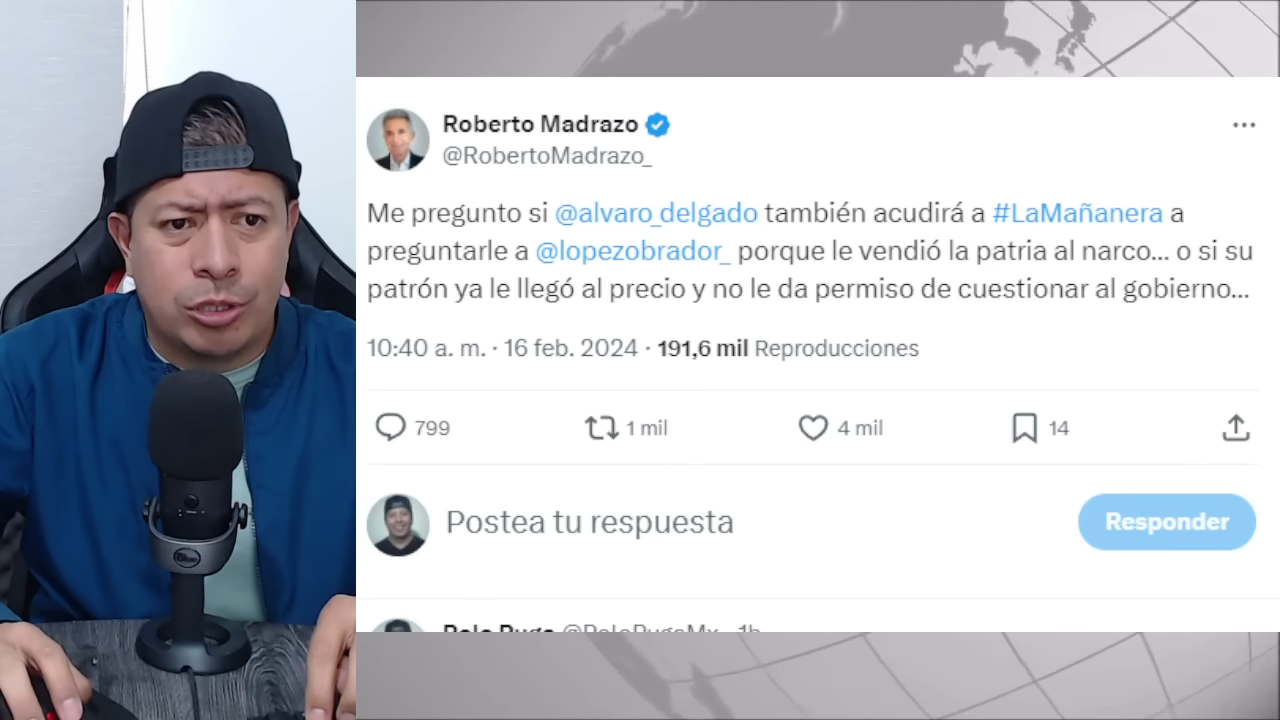 Roberto Madrazo
@RobertoMadrazo_
Me pregunto si @alvaro_delgado también acudirá a #LaMañanera a
preguntarle a @lopezobrador_ porque le vendió la patria al narco... o si su
patrón ya le llegó al precio y no le da permiso de cuestionar al gobierno...
10:40 a. m. · 16 feb. 2024 · 191,6 mil Reproducciones
799 1 mil 4 mil 14
Postea tu respuesta
Responder